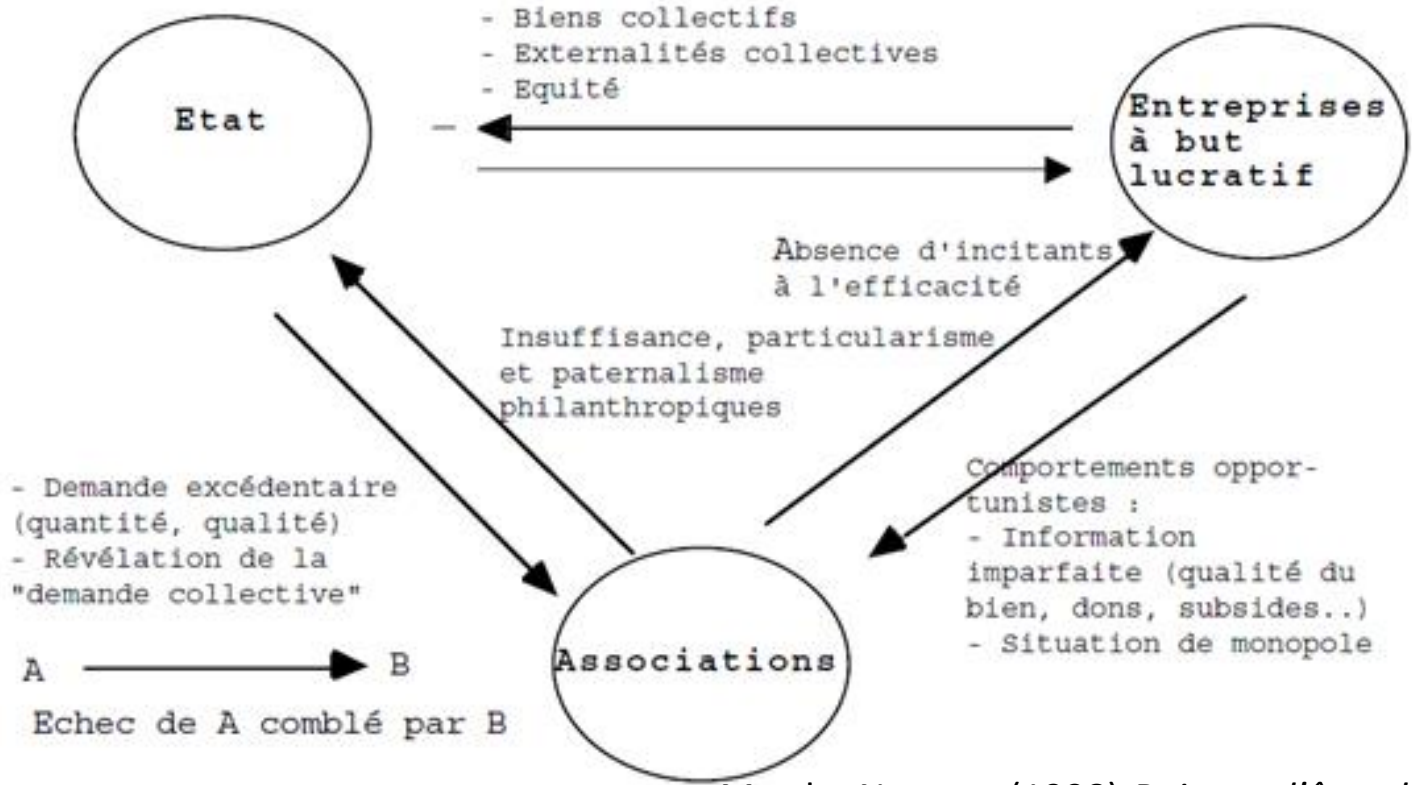 - Biens collectifs
- Externalités collectives
- Equité
Etat
Entreprises
à but
lucratif
Absence d'incitants
à l'efficacité
Insuffisance, particularisme
et paternalisme
philanthropiques
- Demande excédentaire
(quantité, qualité)
- Révélation de la
"demande collective"
Comportements oppor-
tunistes :
- Information
imparfaite (qualité du
bien, dons, subsides..)
- Situation de monopole
A B
Echec de A comblé par B
Associations
(1998)